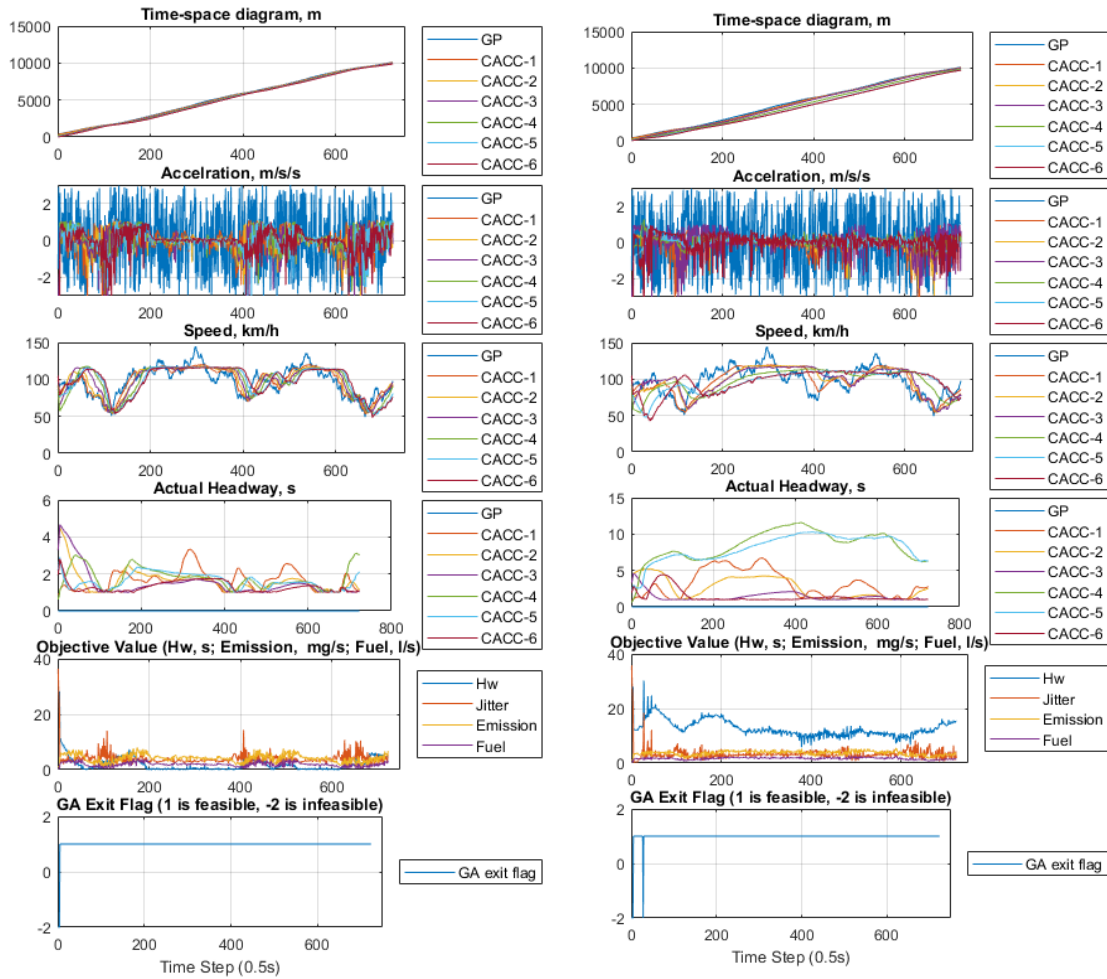 Time-space diagram, m
15000
10000
5000
0
0 200 400 600
GP
CACC-1
CACC-2
CACC-3
CACC-4
CACC-5
CACC-6
Accelration, m/s/s
2
0
-2
0 200 400 600
GP
CACC-1
CACC-2
CACC-3
CACC-4
CACC-5
CACC-6
Speed, km/h
150
100
50
0
0 200 400 600
GP
CACC-1
CACC-2
CACC-3
CACC-4
CACC-5
CACC-6
Actual Headway, s
6
4
2
0
0 200 400 600 800
GP
CACC-1
CACC-2
CACC-3
CACC-4
CACC-5
CACC-6
Objective Value (Hw, s; Emission, mg/s; Fuel, l/s)
40
20
0
0 200 400 600
Hw
Jitter
Emission
Fuel
GA Exit Flag (1 is feasible, -2 is infeasible)
2
0
-2
0 200 400 600
GA exit flag
Time Step (0.5s)
Time-space diagram, m
15000
10000
5000
0
0 200 400 600
GP
CACC-1
CACC-2
CACC-3
CACC-4
CACC-5
CACC-6
Acceleration, m/s/s
2
0
-2
0 200 400 600
GP
CACC-1
CACC-2
CACC-3
CACC-4
CACC-5
CACC-6
Speed, km/h
150
100
50
0
0 200 400 600
GP
CACC-1
CACC-2
CACC-3
CACC-4
CACC-5
CACC-6
Actual Headway, s
15
10
5
0
0 200 400 600 800
GP
CACC-1
CACC-2
CACC-3
CACC-4
CACC-5
CACC-6
Objective Value (Hw, s; Emission, mg/s; Fuel, l/s)
40
20
0
0 200 400 600
Hw
Jitter
Emission
Fuel
GA Exit Flag (1 is feasible, -2 is infeasible)
2
0
-2
0 200 400 600
GA exit flag
Time Step (0.5s)